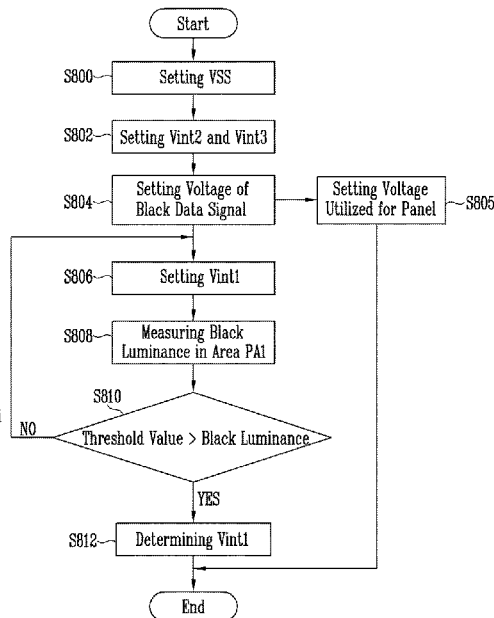 Start
S800
Setting VSS
S802
Setting Vint2 and Vint3
S804
Setting Voltage of
Black Data Signal
Setting Voltage
Utilized for Panel
S805
S806
Setting Vint1
S808
Measuring Black
Luminance in Area PA1
S810
Threshold Value > Black Luminance
NO
YES
S812
Determining Vint1
End